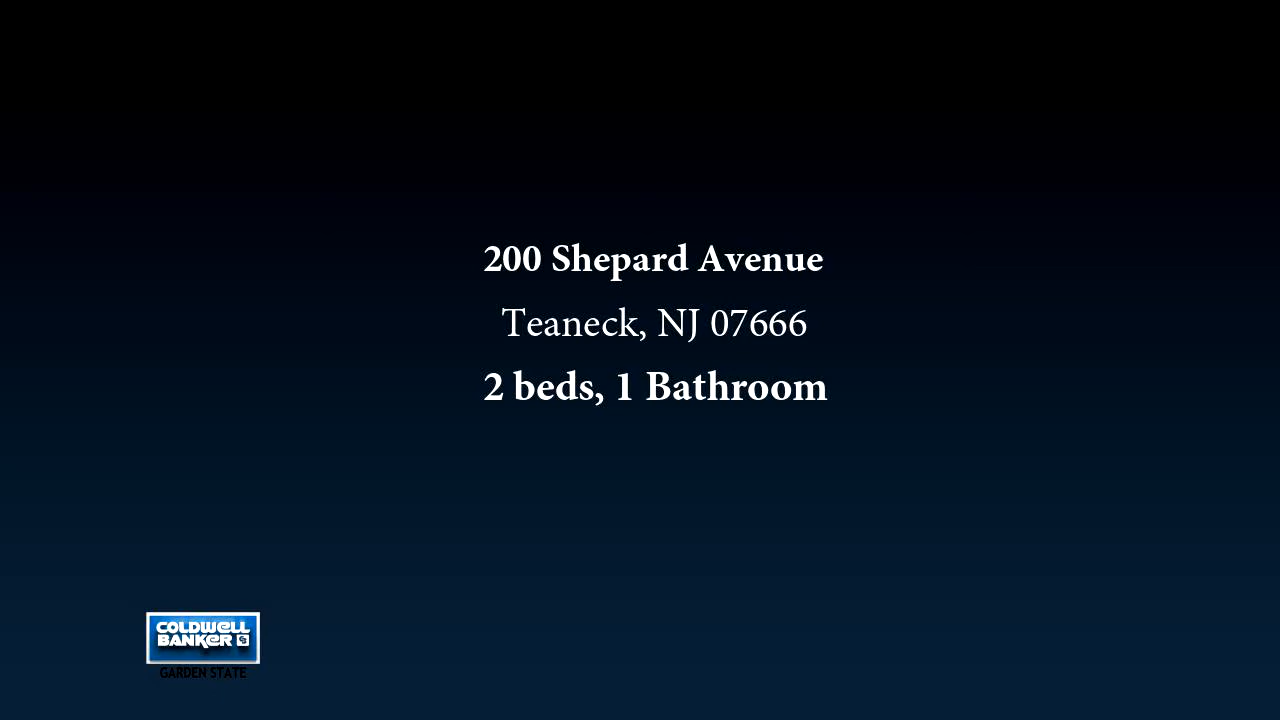 200 Shepard Avenue
Teaneck, NJ 07666
2 beds, 1 Bathroom
COLDWELL
BANKER
GARDEN STATE